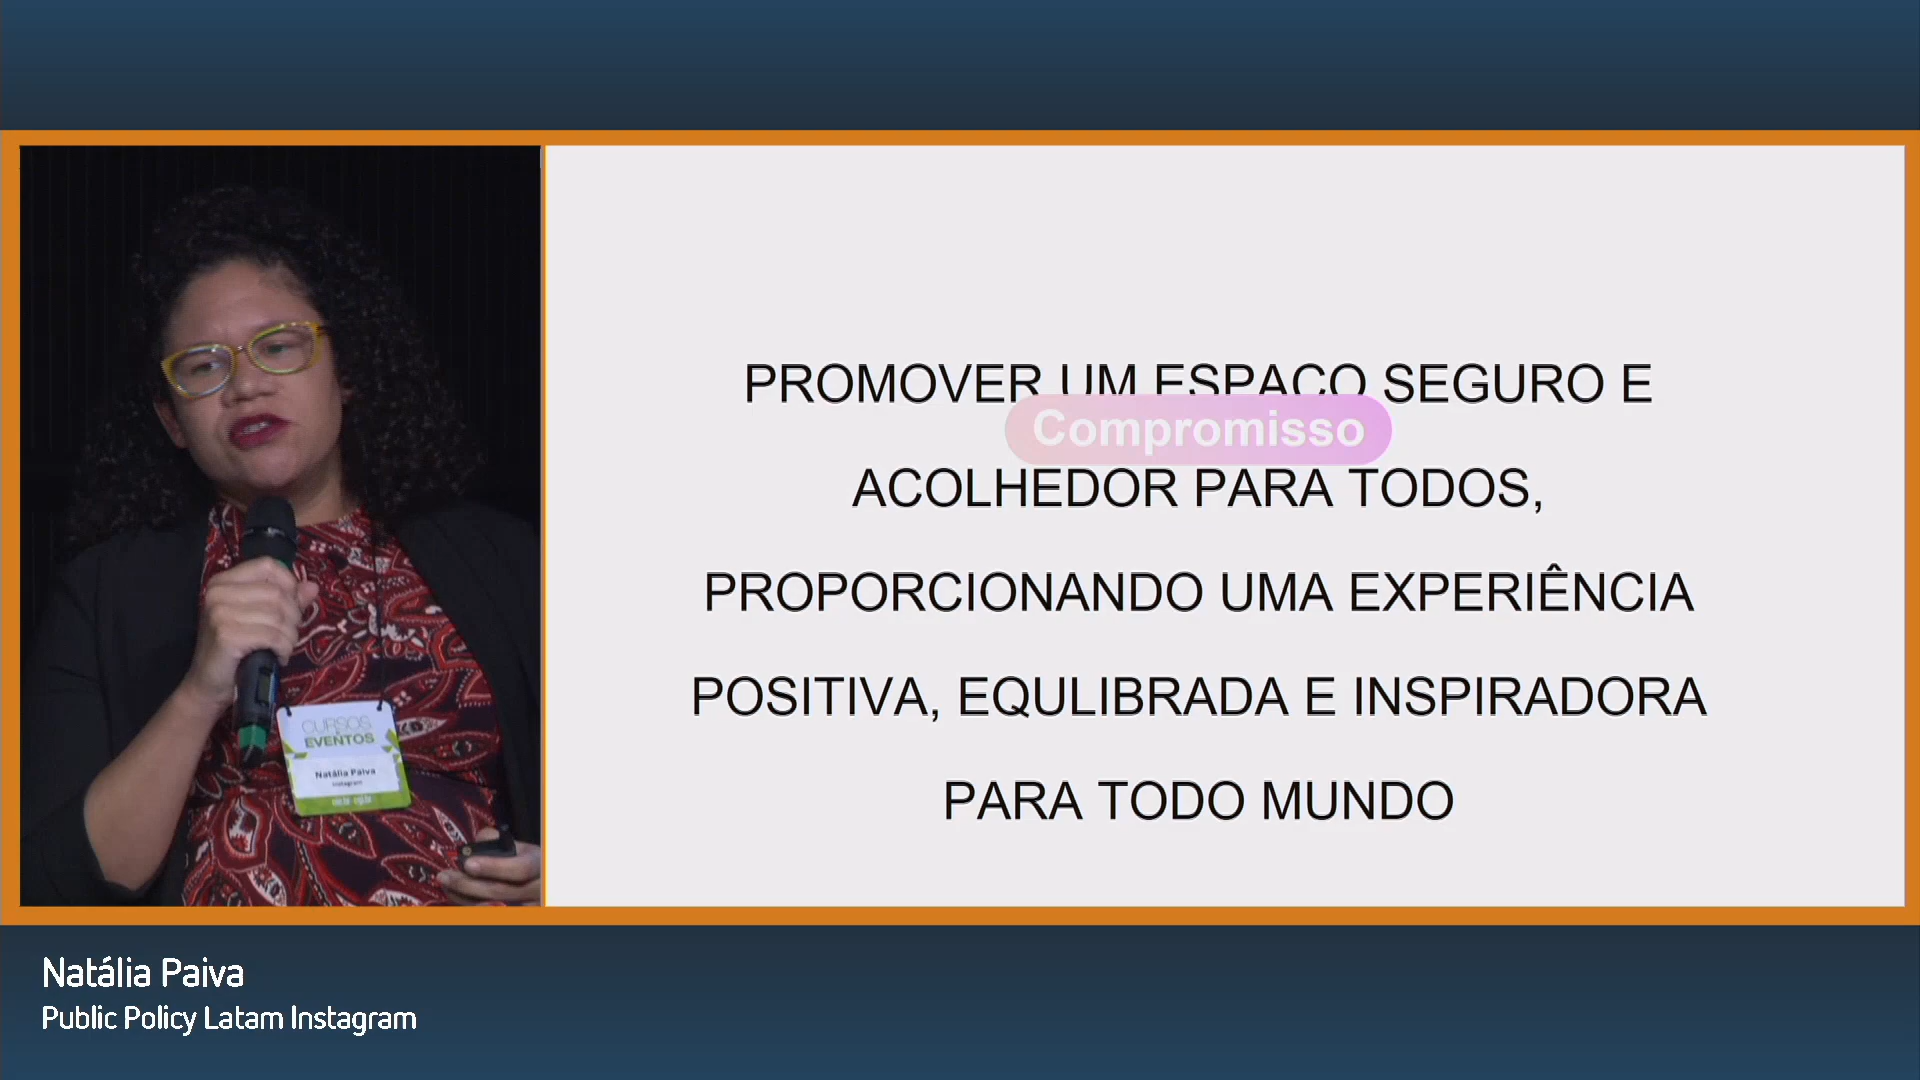 PROMOVER UM ESPAÇO SEGURO E
Compromisso
ACOLHEDOR PARA TODOS,
PROPORCIONANDO UMA EXPERIÊNCIA
POSITIVA, EQULIBRADA E INSPIRADORA
PARA TODO MUNDO
CURSOS
EVENTOS
Natália Paiva
Instagram
Natália Paiva
Public Policy Latam Instagram